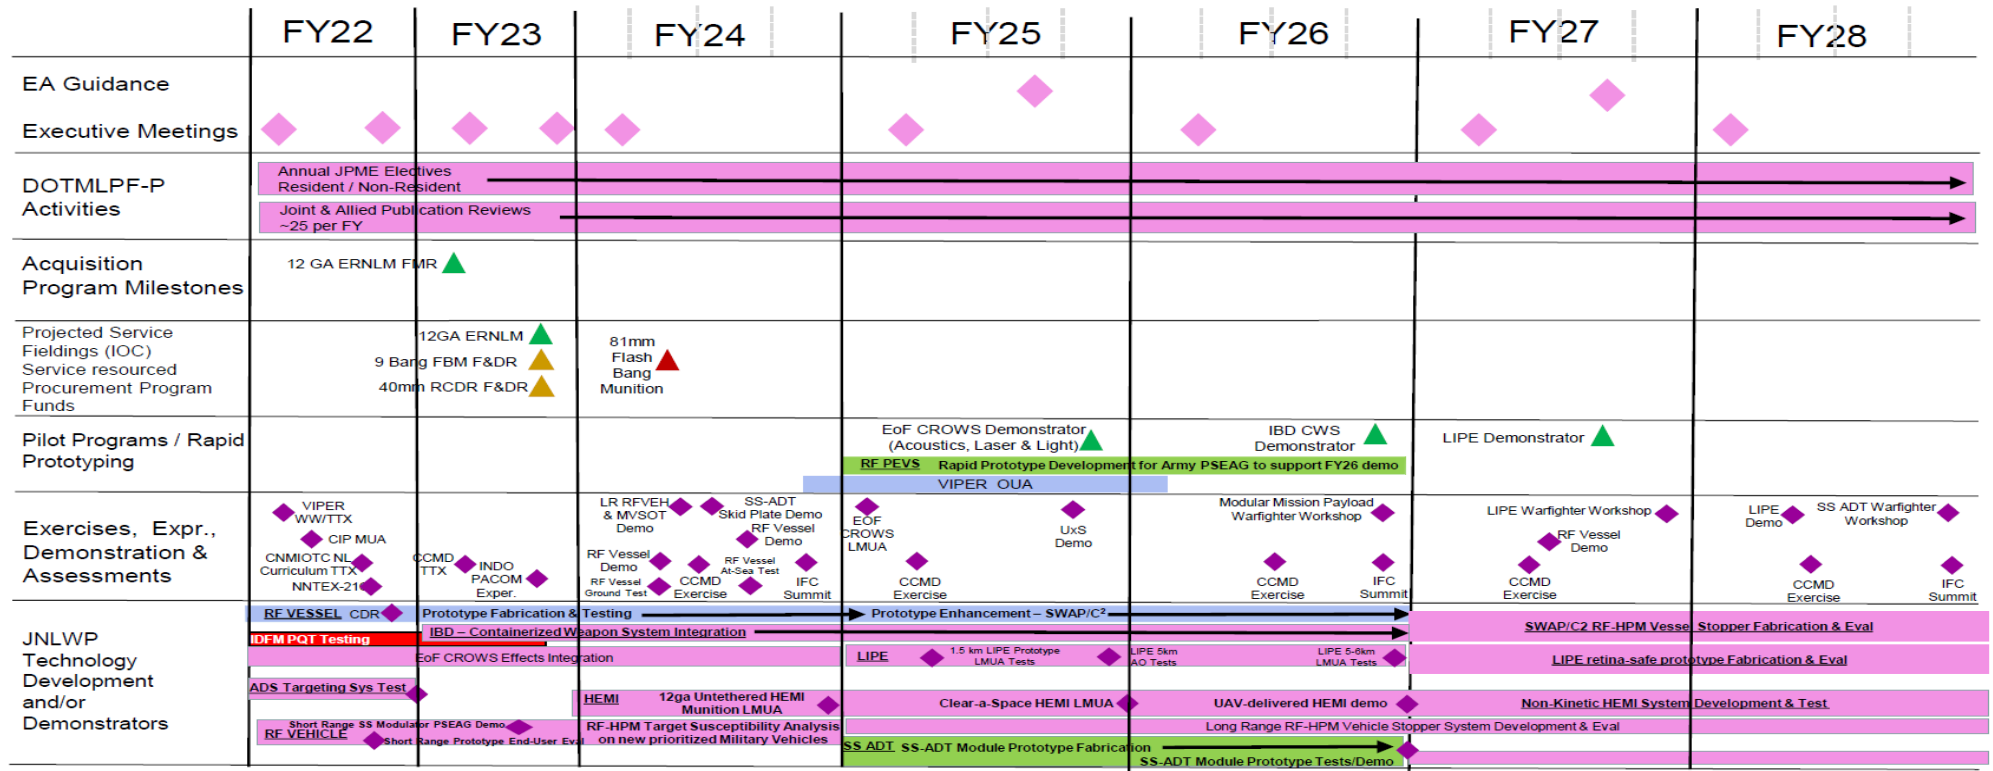 FY22 FY23 FY24 FY25 FY26 FY27 FY28
EA Guidance
Executive Meetings
DOTMLPF-P
Activities
Annual JPME Electives
Resident / Non-Resident
Joint & Allied Publication Reviews
~25 per FY
Acquisition
Program Milestones
12 GA ERNLM FMR
Projected Service
Fieldings (IOC)
Service resourced
Procurement Program
Funds
12GA ERNLM
9 Bang FBM F&DR
40mm RCDR F&DR
81mm
Flash
Bang
Munition
Pilot Programs / Rapid
Prototyping
EoF CROWS Demonstrator
(Acoustics, Laser & Light)
IBD CWS
Demonstrator
LIPE Demonstrator
RF PEVS Rapid Prototype Development for Army PSEAG to support FY26 demo
VIPER OUA
Exercises, Expr.,
Demonstration &
Assessments
VIPER
WW/TTX
CIP MUA
CNMIOTC NL
Curriculum TTX
NNTEX-21
CCMD
TTX
INDO
PACOM
Exper.
LR RFVEH
& MVSOT
Demo
SS-ADT
Skid Plate Demo
RF Vessel
Demo
RF Vessel
Demo
RF Vessel
Ground Test
CCMD
Exercise
RF Vessel
At-Sea Test
IFC
Summit
EOF
CROWS
LMUA
CCMD
Exercise
UxS
Demo
Modular Mission Payload
Warfighter Workshop
CCMD
Exercise
IFC
Summit
LIPE Warfighter Workshop
RF Vessel
Demo
CCMD
Exercise
LIPE
Demo
SS ADT Warfighter
Workshop
CCMD
Exercise
IFC
Summit
JNLWP
Technology
Development
and/or
Demonstrators
RF VESSEL CDR
Prototype Fabrication & Testing
Prototype Enhancement – SWAP/C²
IDFM PQT Testing
IBD – Containerized Weapon System Integration
SWAP/C2 RF-HPM Vessel Stopper Fabrication & Eval
EoF CROWS Effects Integration
LIPE
1.5 km LIPE Prototype
LMUA Tests
LIPE 5km
AO Tests
LIPE 5-6km
LMUA Tests
LIPE retina-safe prototype Fabrication & Eval
ADS Targeting Sys Test
HEMI
12ga Untethered HEMI
Munition LMUA
Clear-a-Space HEMI LMUA
UAV-delivered HEMI demo
Non-Kinetic HEMI System Development & Test
Short Range SS Modulator PSEAG Demo
RF VEHICLE
Short Range Prototype End-User Eval
RF-HPM Target Susceptibility Analysis
on new prioritized Military Vehicles
Long Range RF-HPM Vehicle Stopper System Development & Eval
SS ADT SS-ADT Module Prototype Fabrication
SS-ADT Module Prototype Tests/Demo